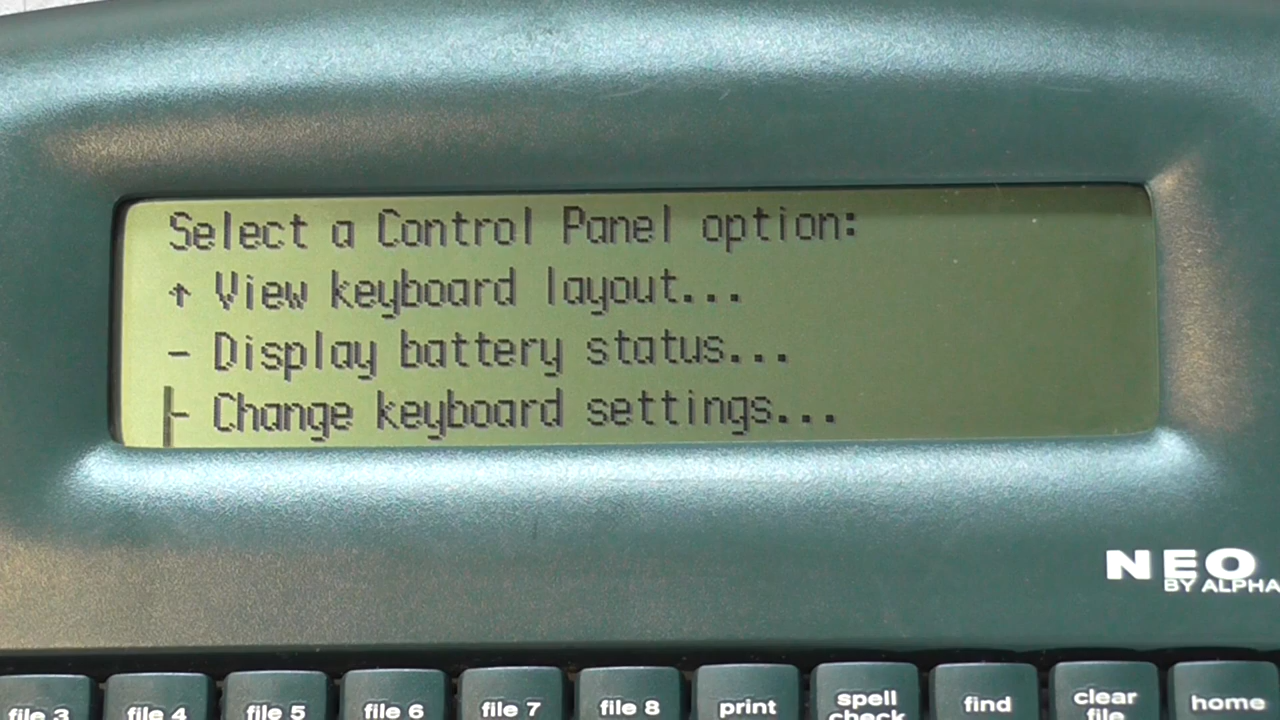 Select a Control Panel option:
↑ View keyboard layout...
- Display battery status...
- Change keyboard settings...
NEO
BY ALPHA
file 3 file 4 file 5 file 6 file 7 file 8 print spell check find clear file home